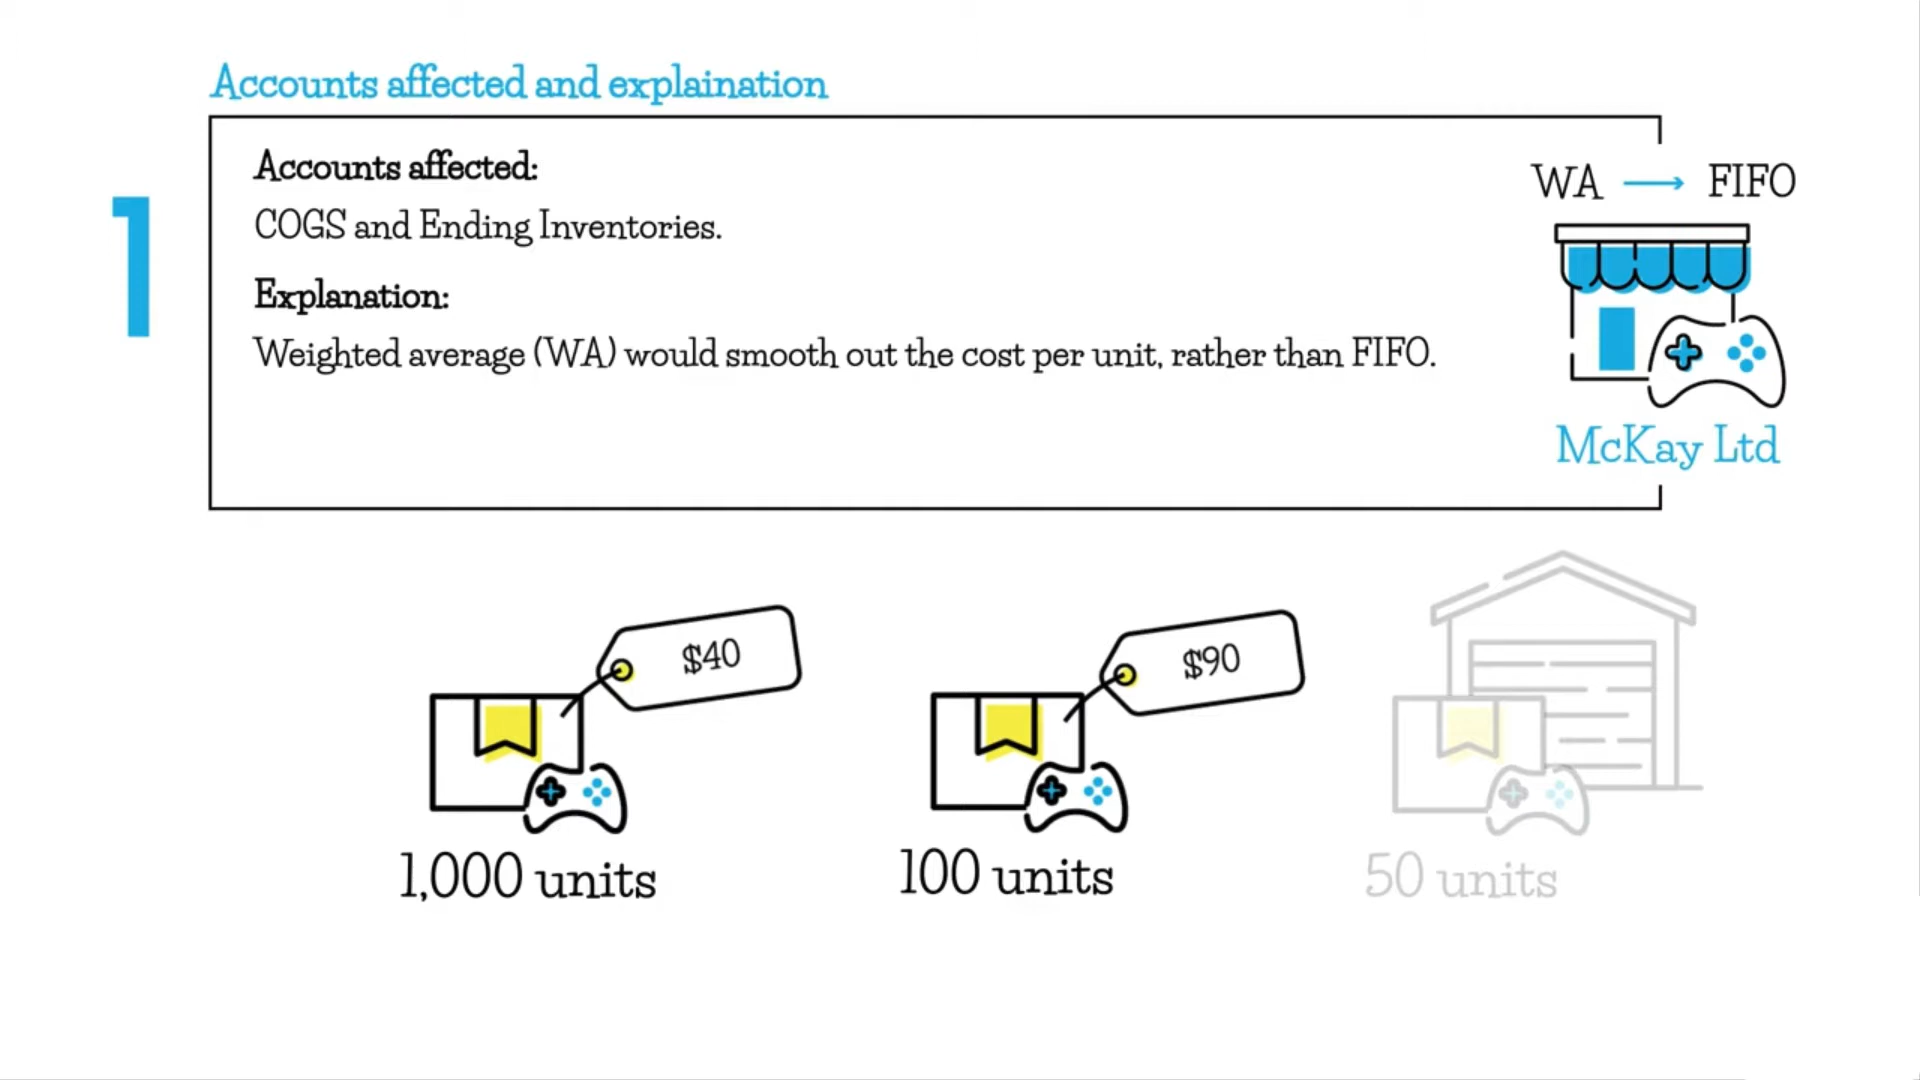 Accounts affected and explaination
1
Accounts affected:
COGS and Ending Inventories.
Explanation:
Weighted average (WA) would smooth out the cost per unit, rather than FIFO.
WA → FIFO
McKay Ltd
$40
$90
1,000 units
100 units
50 units